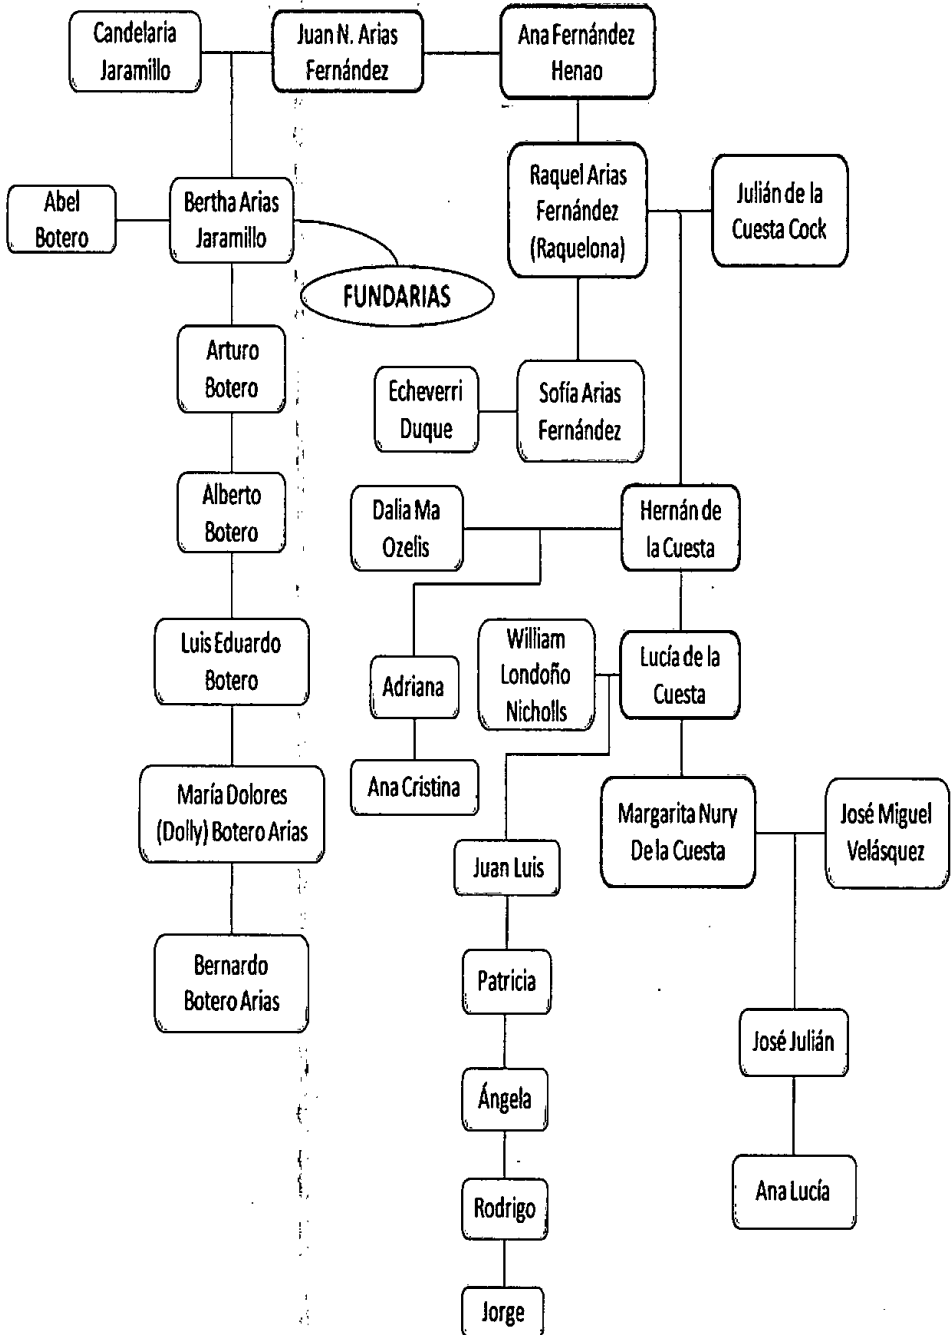 Candelaria
Jaramillo
Juan N. Arias
Fernández
Ana Fernández
Henao
Abel
Botero
Bertha Arias
Jaramillo
Raquel Arias
Fernández
(Raquelona)
Julián de la
Cuesta Cock
FUNDARIAS
Arturo
Botero
Echeverri
Duque
Sofía Arias
Fernández
Alberto
Botero
Dalia Ma
Ozelis
Hernán de
la Cuesta
Luis Eduardo
Botero
Adriana
William
Londoño
Nicholls
Lucía de la
Cuesta
María Dolores
(Dolly) Botero Arias
Ana Cristina
Margarita Nury
De la Cuesta
José Miguel
Velásquez
Juan Luis
Bernardo
Botero Arias
Patricia
José Julián
Ángela
Ana Lucía
Rodrigo
Jorge